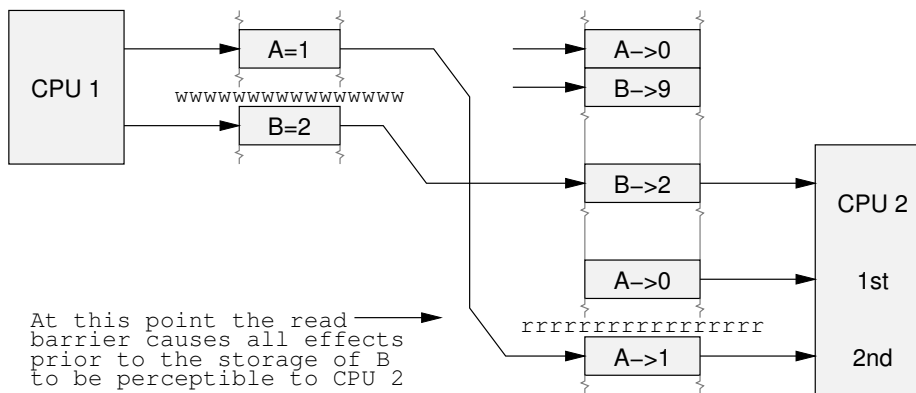 CPU 1
A=1
wwwwwwwwwwwwwwww
B=2
A->0
B->9
B->2
CPU 2
A->0
1st
rrrrrrrrrrrrrrrrr
A->1
2nd
At this point the read
barrier causes all effects
prior to the storage of B
to be perceptible to CPU 2